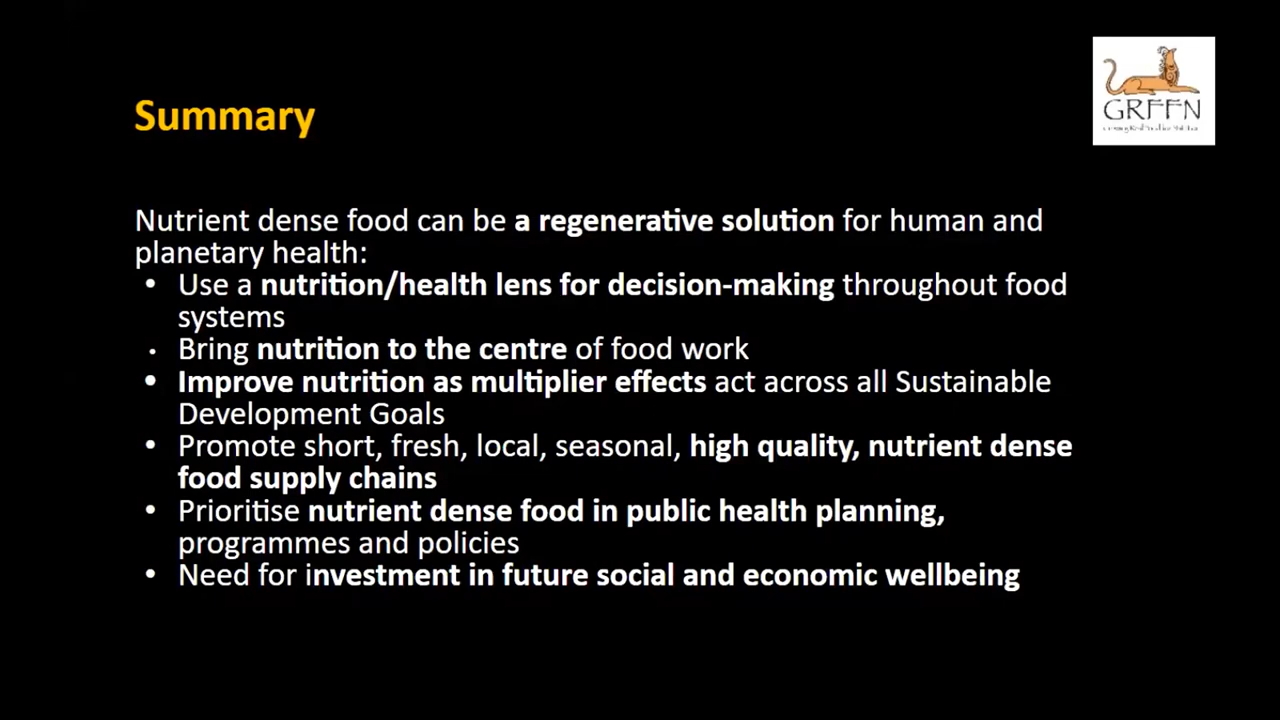 GRFFN
Summary
Nutrient dense food can be a regenerative solution for human and
planetary health:
• Use a nutrition/health lens for decision-making throughout food
systems
• Bring nutrition to the centre of food work
• Improve nutrition as multiplier effects act across all Sustainable
Development Goals
• Promote short, fresh, local, seasonal, high quality, nutrient dense
food supply chains
• Prioritise nutrient dense food in public health planning,
programmes and policies
• Need for investment in future social and economic wellbeing